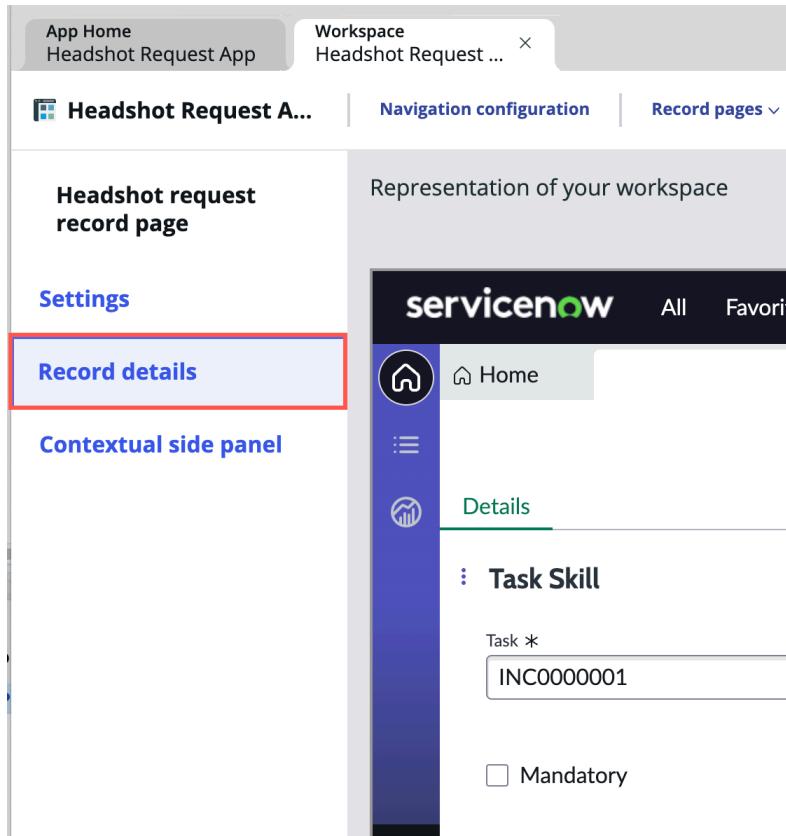 App Home
Headshot Request App
Workspace
Headshot Request ...
Headshot Request A...
Navigation configuration
Record pages
Headshot request
record page
Settings
Record details
Contextual side panel
Representation of your workspace
servicenow
All
Favori
Home
Details
Task Skill
Task *
INC0000001
Mandatory